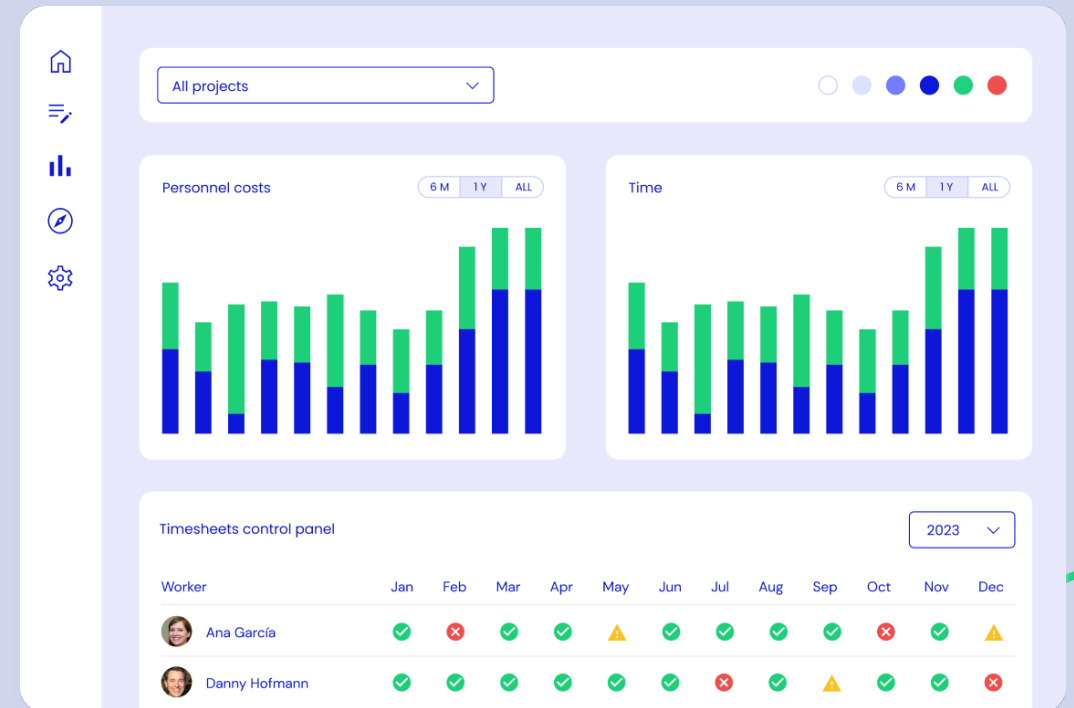 All projects
Personnel costs
6 M 1 Y ALL
Time
6 M 1 Y ALL
Timesheets control panel
2023
Worker Jan Feb Mar Apr May Jun Jul Aug Sep Oct Nov Dec
Ana García
Danny Hofmann